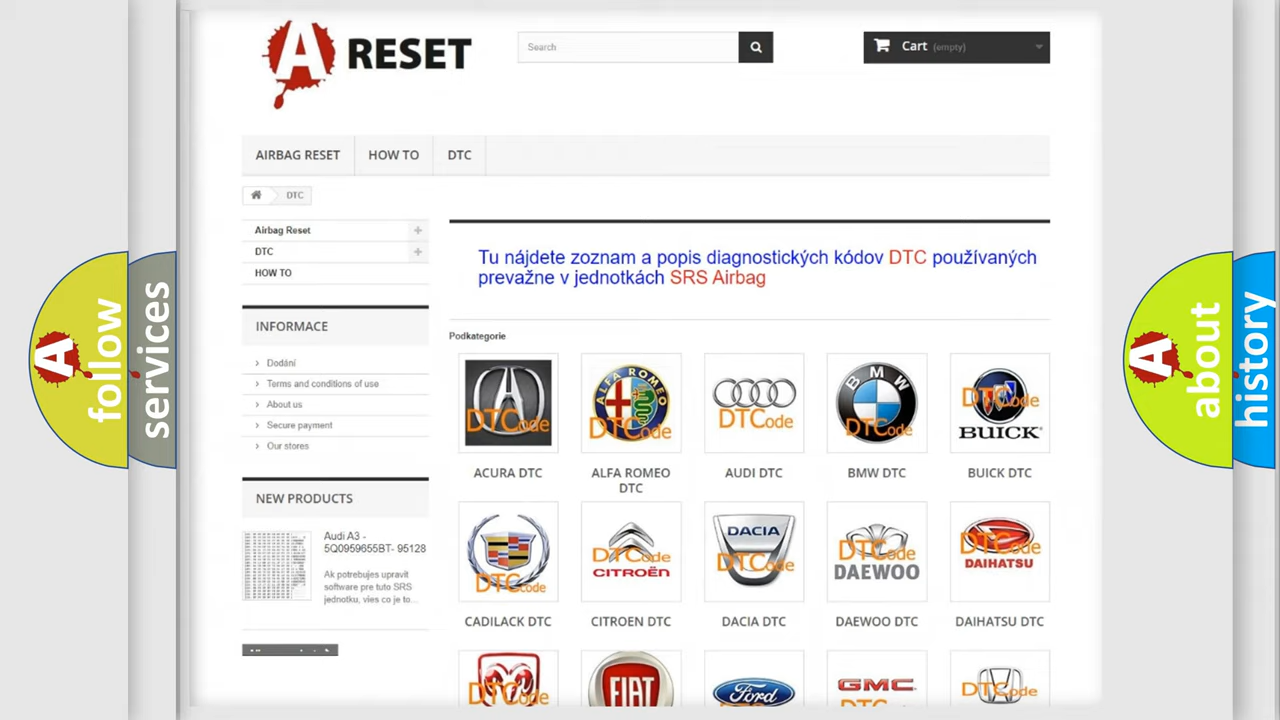 A RESET
Search
Cart (empty)
AIRBAG RESET
HOW TO
DTC
DTC
Airbag Reset
DTC
HOW TO
Tu nájdete zoznam a popis diagnostických kódov DTC používaných
prevažne v jednotkách SRS Airbag
INFORMACE
Dodání
Terms and conditions of use
About us
Secure payment
Our stores
Podkategorie
DTCode
ALFA ROMEO
DTCode
DTCode
BMW
DTCode
DTCode
BUICK
ACURA DTC
ALFA ROMEO
DTC
AUDI DTC
BMW DTC
BUICK DTC
NEW PRODUCTS
Audi A3 -
5Q0959655BT- 95128
Ak potrebujes upravit
software pre tuto SRS
jednotku, vies co je to...
DTCode
DTCode
CITROËN
DACIA
DTCode
DTCode
DAEWOO
DTCode
DAIHATSU
CADILACK DTC
CITROEN DTC
DACIA DTC
DAEWOO DTC
DAIHATSU DTC
DTCode
FIAT
Ford
GMC
DTCode
A follow
services
A about
history